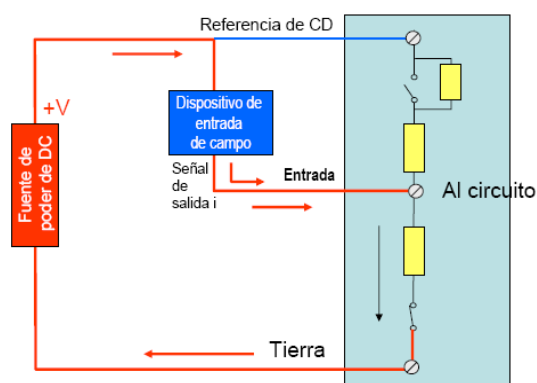 Referencia de CD
+V
Dispositivo de
entrada
de campo
Fuente de
poder de DC
Señal
de
salida i
Entrada
Al circuito
Tierra